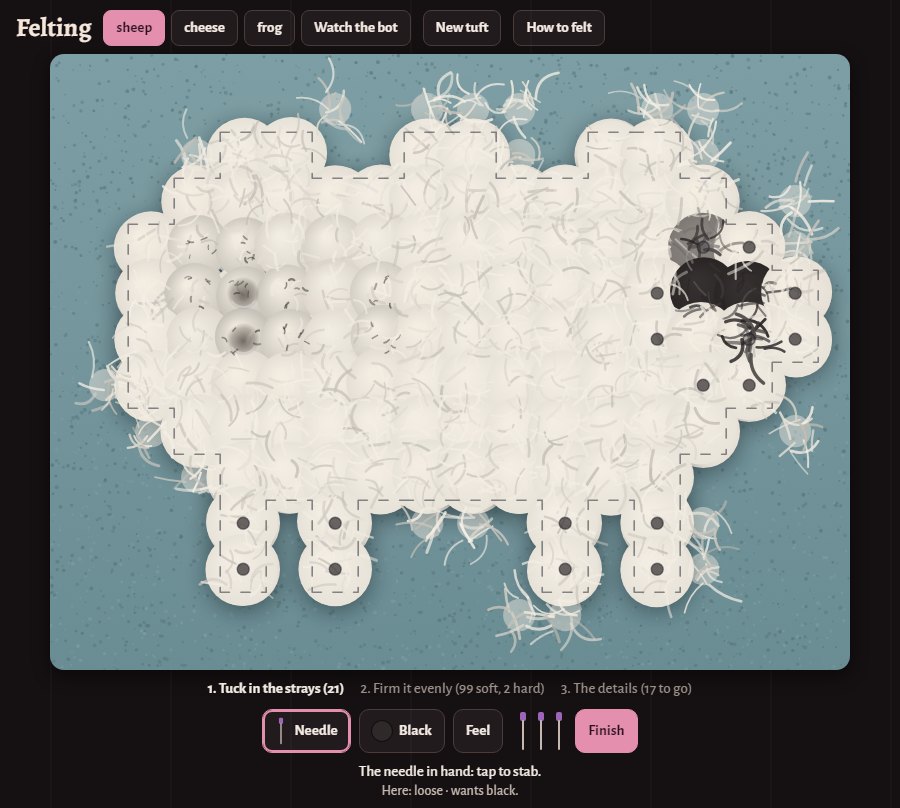 Felting sheep cheese frog Watch the bot New tuft How to felt
1. Tuck in the strays (21) 2. Firm it evenly (99 soft, 2 hard) 3. The details (17 to go)
Needle Black Feel Finish
The needle in hand: tap to stab.
Here: loose · wants black.